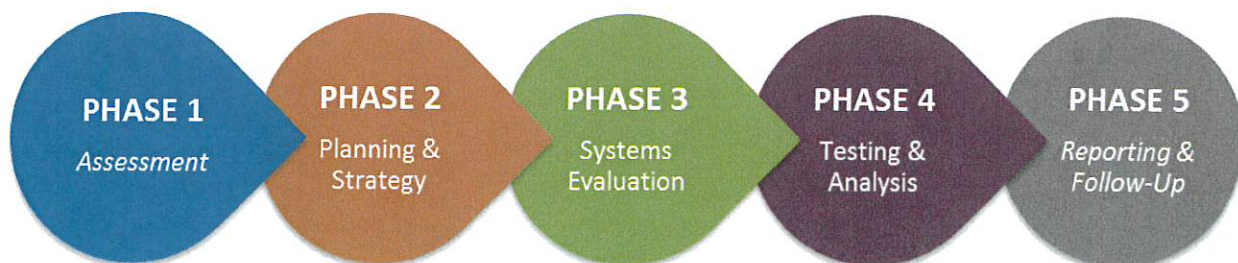 PHASE 1
Assessment
PHASE 2
Planning &
Strategy
PHASE 3
Systems
Evaluation
PHASE 4
Testing &
Analysis
PHASE 5
Reporting &
Follow-Up